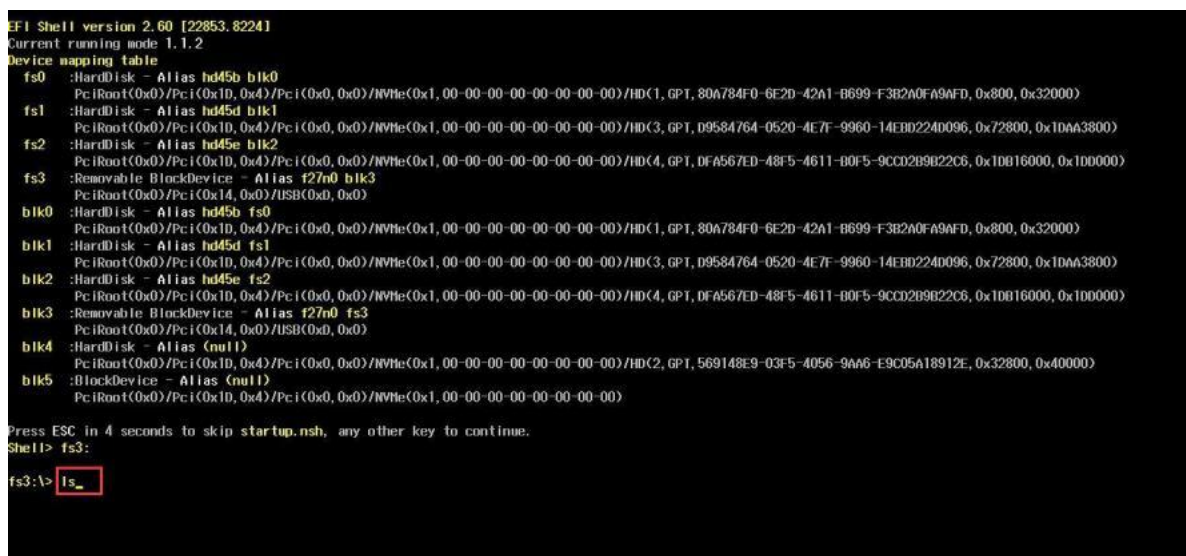 EFI Shell version 2.60 [22853.8224]
Current running mode 1.1.2
Device mapping table
fs0 :HardDisk - Alias hd45b blk0
PciRoot(0x0)/Pci(0x1D,0x4)/Pci(0x0,0x0)/NVMe(0x1,00-00-00-00-00-00-00-00)/HD(1,GPT,80A784F0-6E2D-42A1-B699-F3B2A0FA9AFD,0x800,0x32000)
fs1 :HardDisk - Alias hd45d blk1
PciRoot(0x0)/Pci(0x1D,0x4)/Pci(0x0,0x0)/NVMe(0x1,00-00-00-00-00-00-00-00)/HD(3,GPT,D9584764-0520-4E7F-9960-14EBD224D096,0x72800,0x1DAA3800)
fs2 :HardDisk - Alias hd45e blk2
PciRoot(0x0)/Pci(0x1D,0x4)/Pci(0x0,0x0)/NVMe(0x1,00-00-00-00-00-00-00-00)/HD(4,GPT,DFA567ED-48F5-4611-B0F5-9CCD2B9B22C6,0x1DB16000,0x1DD000)
fs3 :Removable BlockDevice - Alias f27n0 blk3
PciRoot(0x0)/Pci(0x14,0x0)/USB(0xD,0x0)
blk0 :HardDisk - Alias hd45b fs0
PciRoot(0x0)/Pci(0x1D,0x4)/Pci(0x0,0x0)/NVMe(0x1,00-00-00-00-00-00-00-00)/HD(1,GPT,80A784F0-6E2D-42A1-B699-F3B2A0FA9AFD,0x800,0x32000)
blk1 :HardDisk - Alias hd45d fs1
PciRoot(0x0)/Pci(0x1D,0x4)/Pci(0x0,0x0)/NVMe(0x1,00-00-00-00-00-00-00-00)/HD(3,GPT,D9584764-0520-4E7F-9960-14EBD224D096,0x72800,0x1DAA3800)
blk2 :HardDisk - Alias hd45e fs2
PciRoot(0x0)/Pci(0x1D,0x4)/Pci(0x0,0x0)/NVMe(0x1,00-00-00-00-00-00-00-00)/HD(4,GPT,DFA567ED-48F5-4611-B0F5-9CCD2B9B22C6,0x1DB16000,0x1DD000)
blk3 :Removable BlockDevice - Alias f27n0 fs3
PciRoot(0x0)/Pci(0x14,0x0)/USB(0xD,0x0)
blk4 :HardDisk - Alias (null)
PciRoot(0x0)/Pci(0x1D,0x4)/Pci(0x0,0x0)/NVMe(0x1,00-00-00-00-00-00-00-00)/HD(2,GPT,569148E9-03F5-4056-9AA6-E9C05A18912E,0x32800,0x40000)
blk5 :BlockDevice - Alias (null)
PciRoot(0x0)/Pci(0x1D,0x4)/Pci(0x0,0x0)/NVMe(0x1,00-00-00-00-00-00-00-00)
Press ESC in 4 seconds to skip startup.nsh, any other key to continue.
Shell> fs3:
fs3:\> ls_